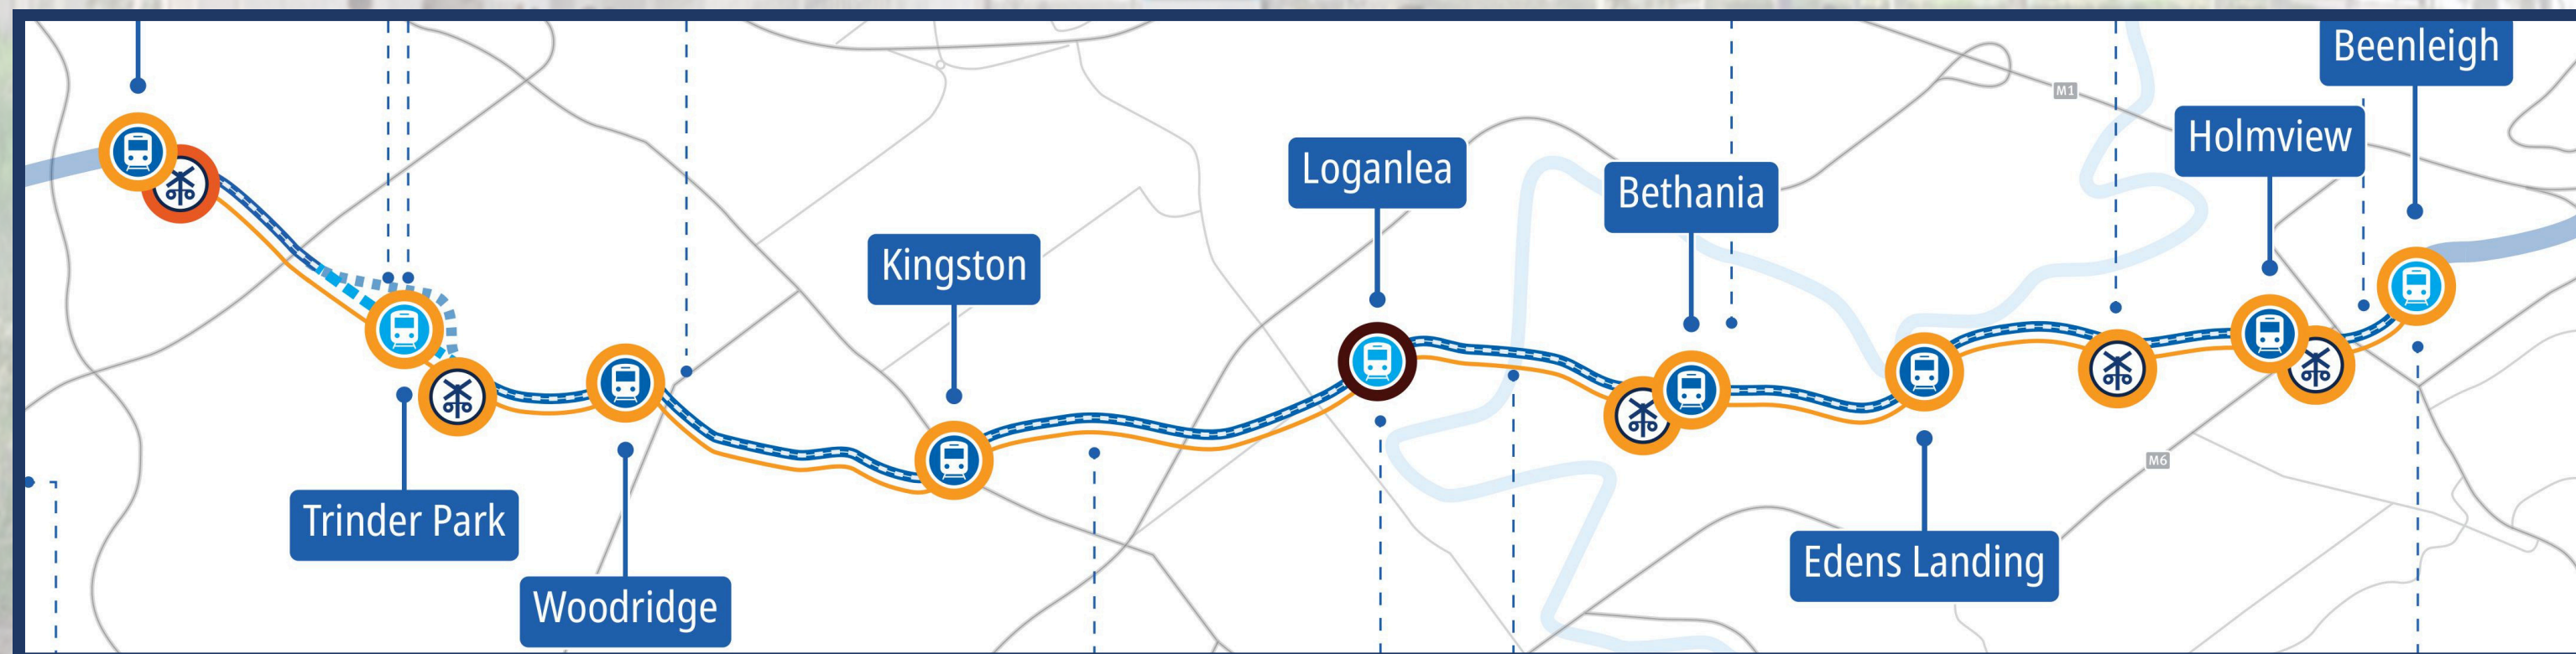 Beenleigh
M1
Holmview
Loganlea
Bethania
Kingston
M6
Trinder Park
Edens Landing
Woodridge